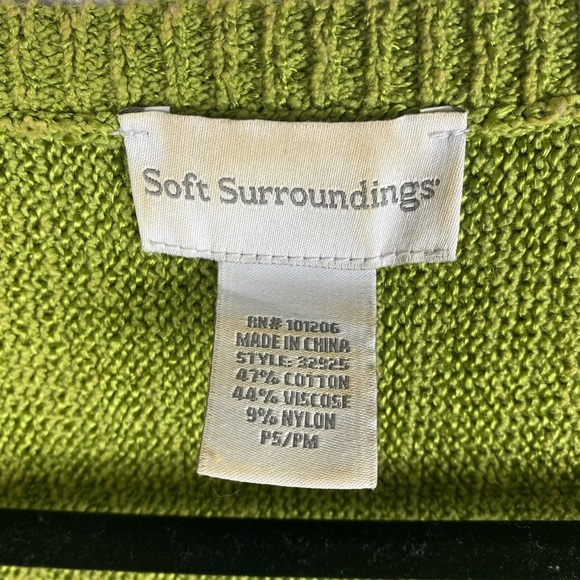 Soft Surroundings
RN# 101206
MADE IN CHINA
STYLE: 32925
47% COTTON
44% VISCOSE
9% NYLON
PS/PM